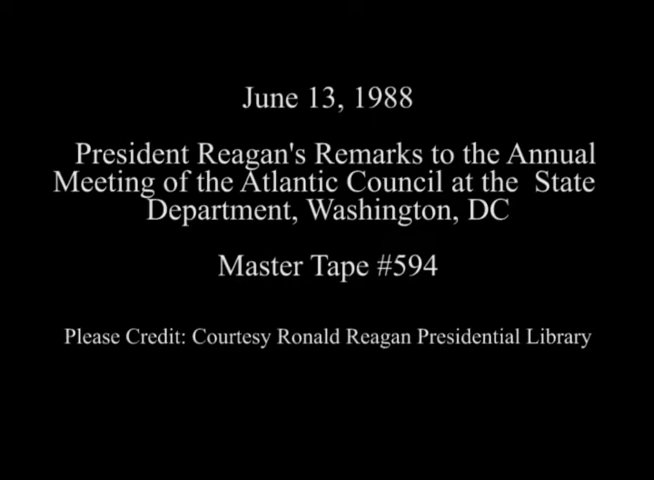 June 13, 1988
President Reagan's Remarks to the Annual
Meeting of the Atlantic Council at the  State
Department, Washington, DC
Master Tape #594
Please Credit: Courtesy Ronald Reagan Presidential Library